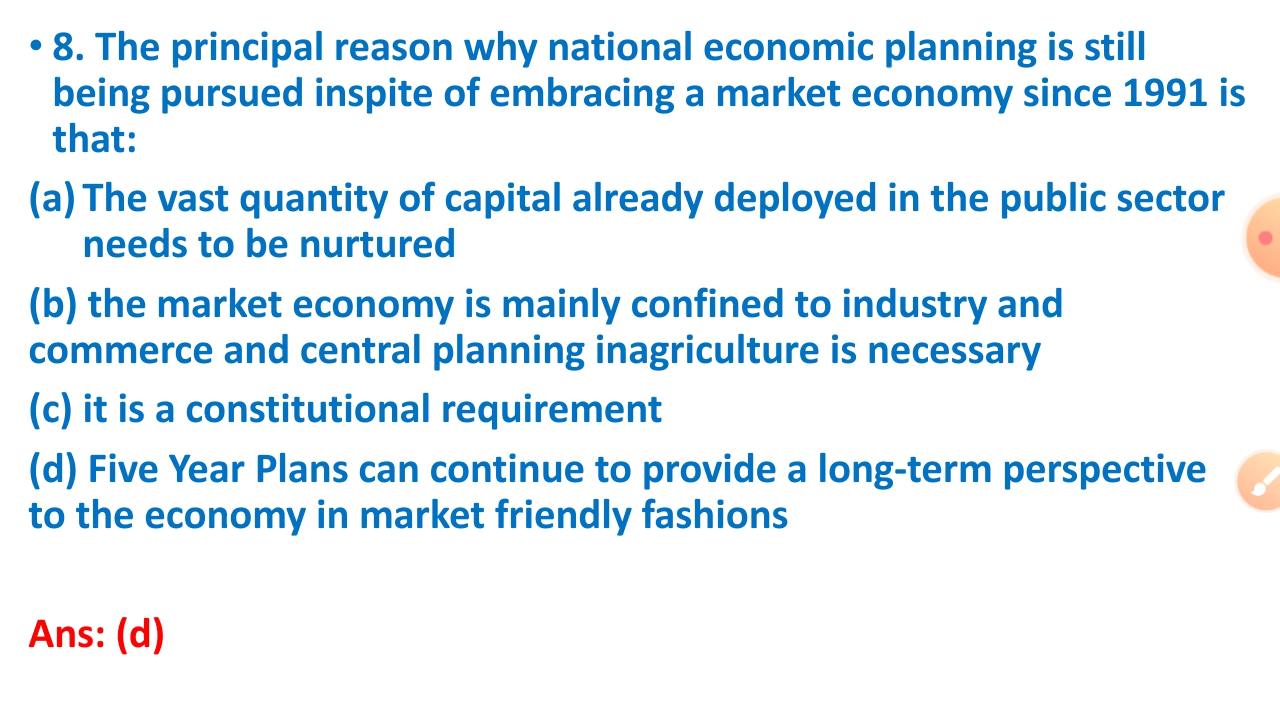 • 8. The principal reason why national economic planning is still
being pursued inspite of embracing a market economy since 1991 is
that:
(a) The vast quantity of capital already deployed in the public sector
needs to be nurtured
(b) the market economy is mainly confined to industry and
commerce and central planning inagriculture is necessary
(c) it is a constitutional requirement
(d) Five Year Plans can continue to provide a long-term perspective
to the economy in market friendly fashions
Ans: (d)